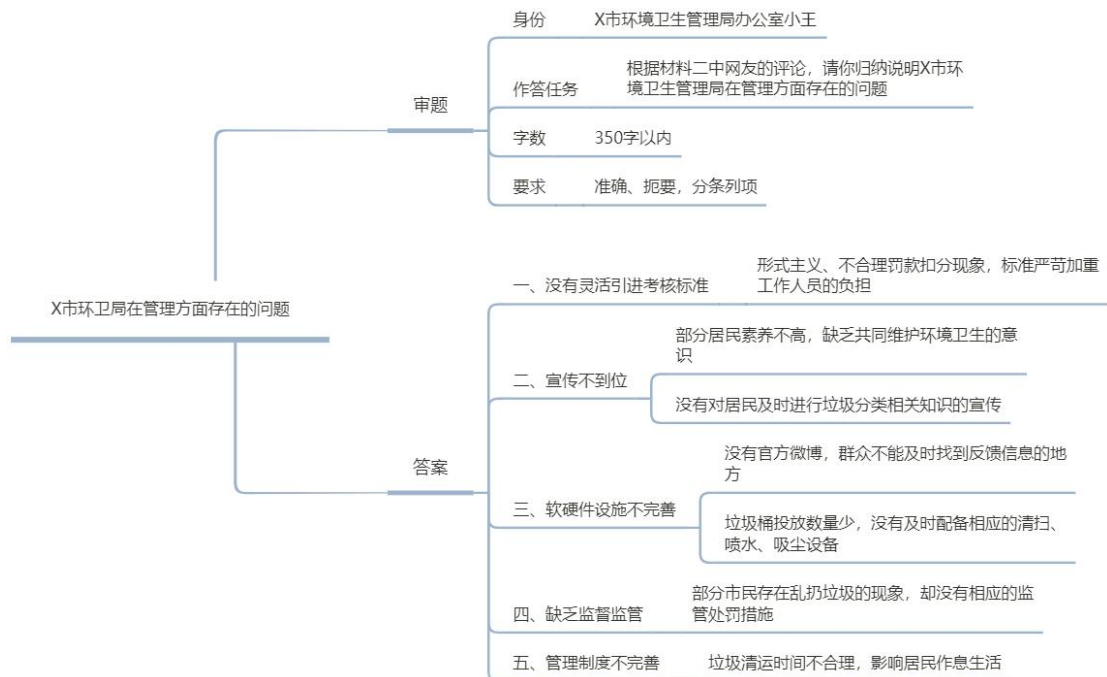 X市环卫局在管理方面存在的问题
审题
身份
X市环境卫生管理局办公室小王
作答任务
根据材料二中网友的评论，请你归纳说明X市环
境卫生管理局在管理方面存在的问题
字数
350字以内
要求
准确、扼要，分条列项
答案
一、没有灵活引进考核标准
形式主义、不合理罚款扣分现象，标准严苛加重
工作人员的负担
二、宣传不到位
部分居民素养不高，缺乏共同维护环境卫生的意
识
没有对居民及时进行垃圾分类相关知识的宣传
三、软硬件设施不完善
没有官方微博，群众不能及时找到反馈信息的地
方
垃圾桶投放数量少，没有及时配备相应的清扫、
喷水、吸尘设备
四、缺乏监督监管
部分市民存在乱扔垃圾的现象，却没有相应的监
管处罚措施
五、管理制度不完善
垃圾清运时间不合理，影响居民作息生活